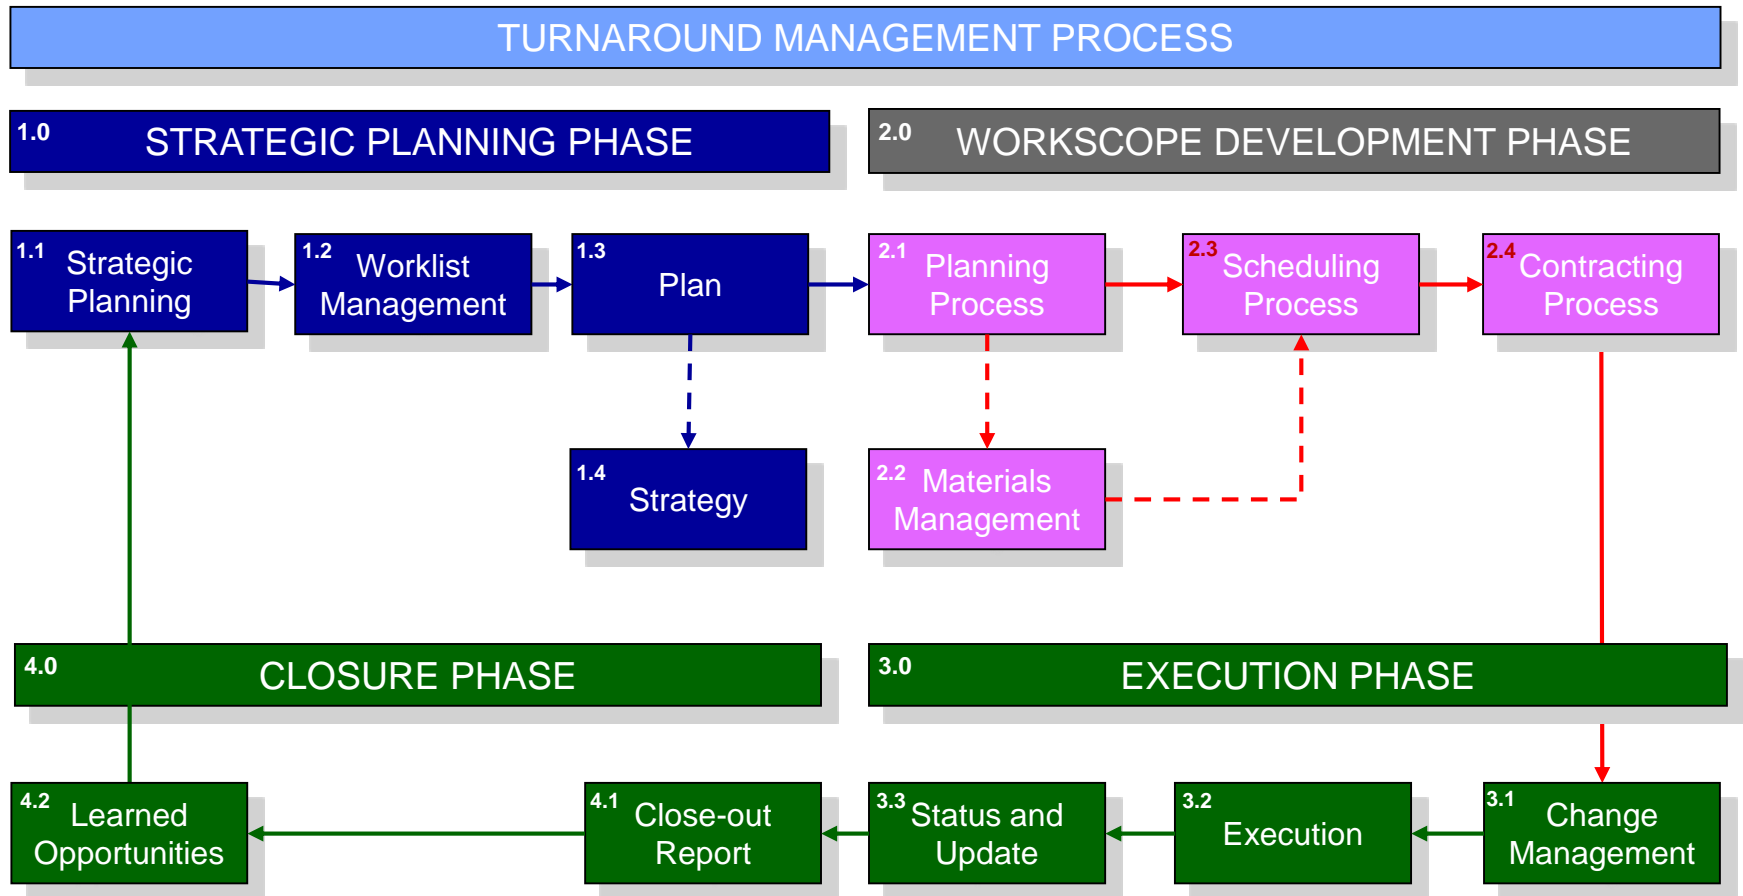 TURNAROUND MANAGEMENT PROCESS
1.0 STRATEGIC PLANNING PHASE
2.0 WORKSCOPE DEVELOPMENT PHASE
1.1 Strategic
Planning
1.2 Worklist
Management
1.3
Plan
2.1 Planning
Process
2.3 Scheduling
Process
2.4 Contracting
Process
1.4
Strategy
2.2 Materials
Management
4.0 CLOSURE PHASE
3.0 EXECUTION PHASE
4.2 Learned
Opportunities
4.1 Close-out
Report
3.3 Status and
Update
3.2
Execution
3.1 Change
Management